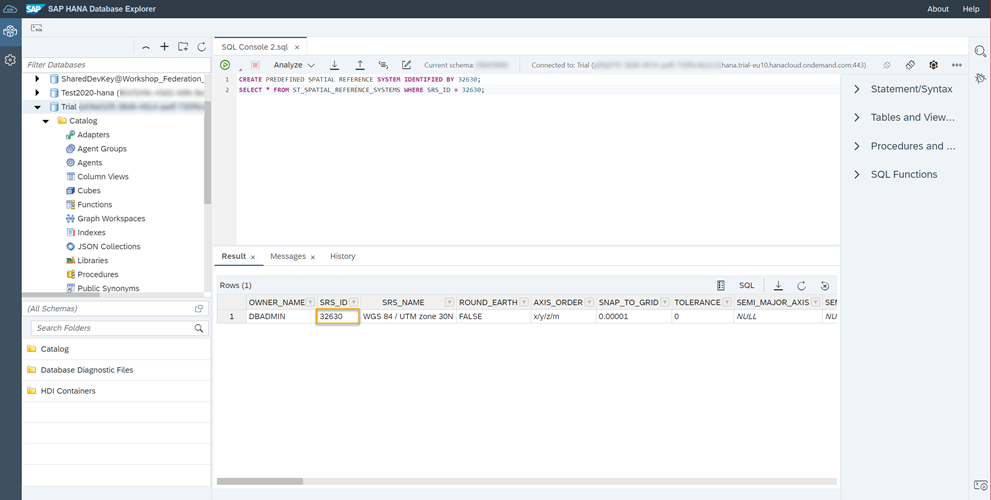 SAP SAP HANA Database Explorer
About Help
Filter Databases
SharedDevKey@Workshop_Federation_
Test2020-hana (
Trial
Catalog
Adapters
Agent Groups
Agents
Column Views
Cubes
Functions
Graph Workspaces
Indexes
JSON Collections
Libraries
Procedures
Public Synonyms
(All Schemas)
Search Folders
Catalog
Database Diagnostic Files
HDI Containers
SQL Console 2.sql ×
Analyze
Current schema:
Connected to: Trial (
hana.trial-eu10.hanacloud.ondemand.com:443)
1 CREATE PREDEFINED SPATIAL REFERENCE SYSTEM IDENTIFIED BY 32630;
2 SELECT * FROM ST_SPATIAL_REFERENCE_SYSTEMS WHERE SRS_ID = 32630;
Statement/Syntax
Tables and View...
Procedures and ...
SQL Functions
Result × Messages × History
Rows (1)
SQL
OWNER_NAME SRS_ID SRS_NAME ROUND_EARTH AXIS_ORDER SNAP_TO_GRID TOLERANCE SEMI_MAJOR_AXIS SEM
1 DBADMIN 32630 WGS 84 / UTM zone 30N FALSE x/y/z/m 0.00001 0 NULL NU